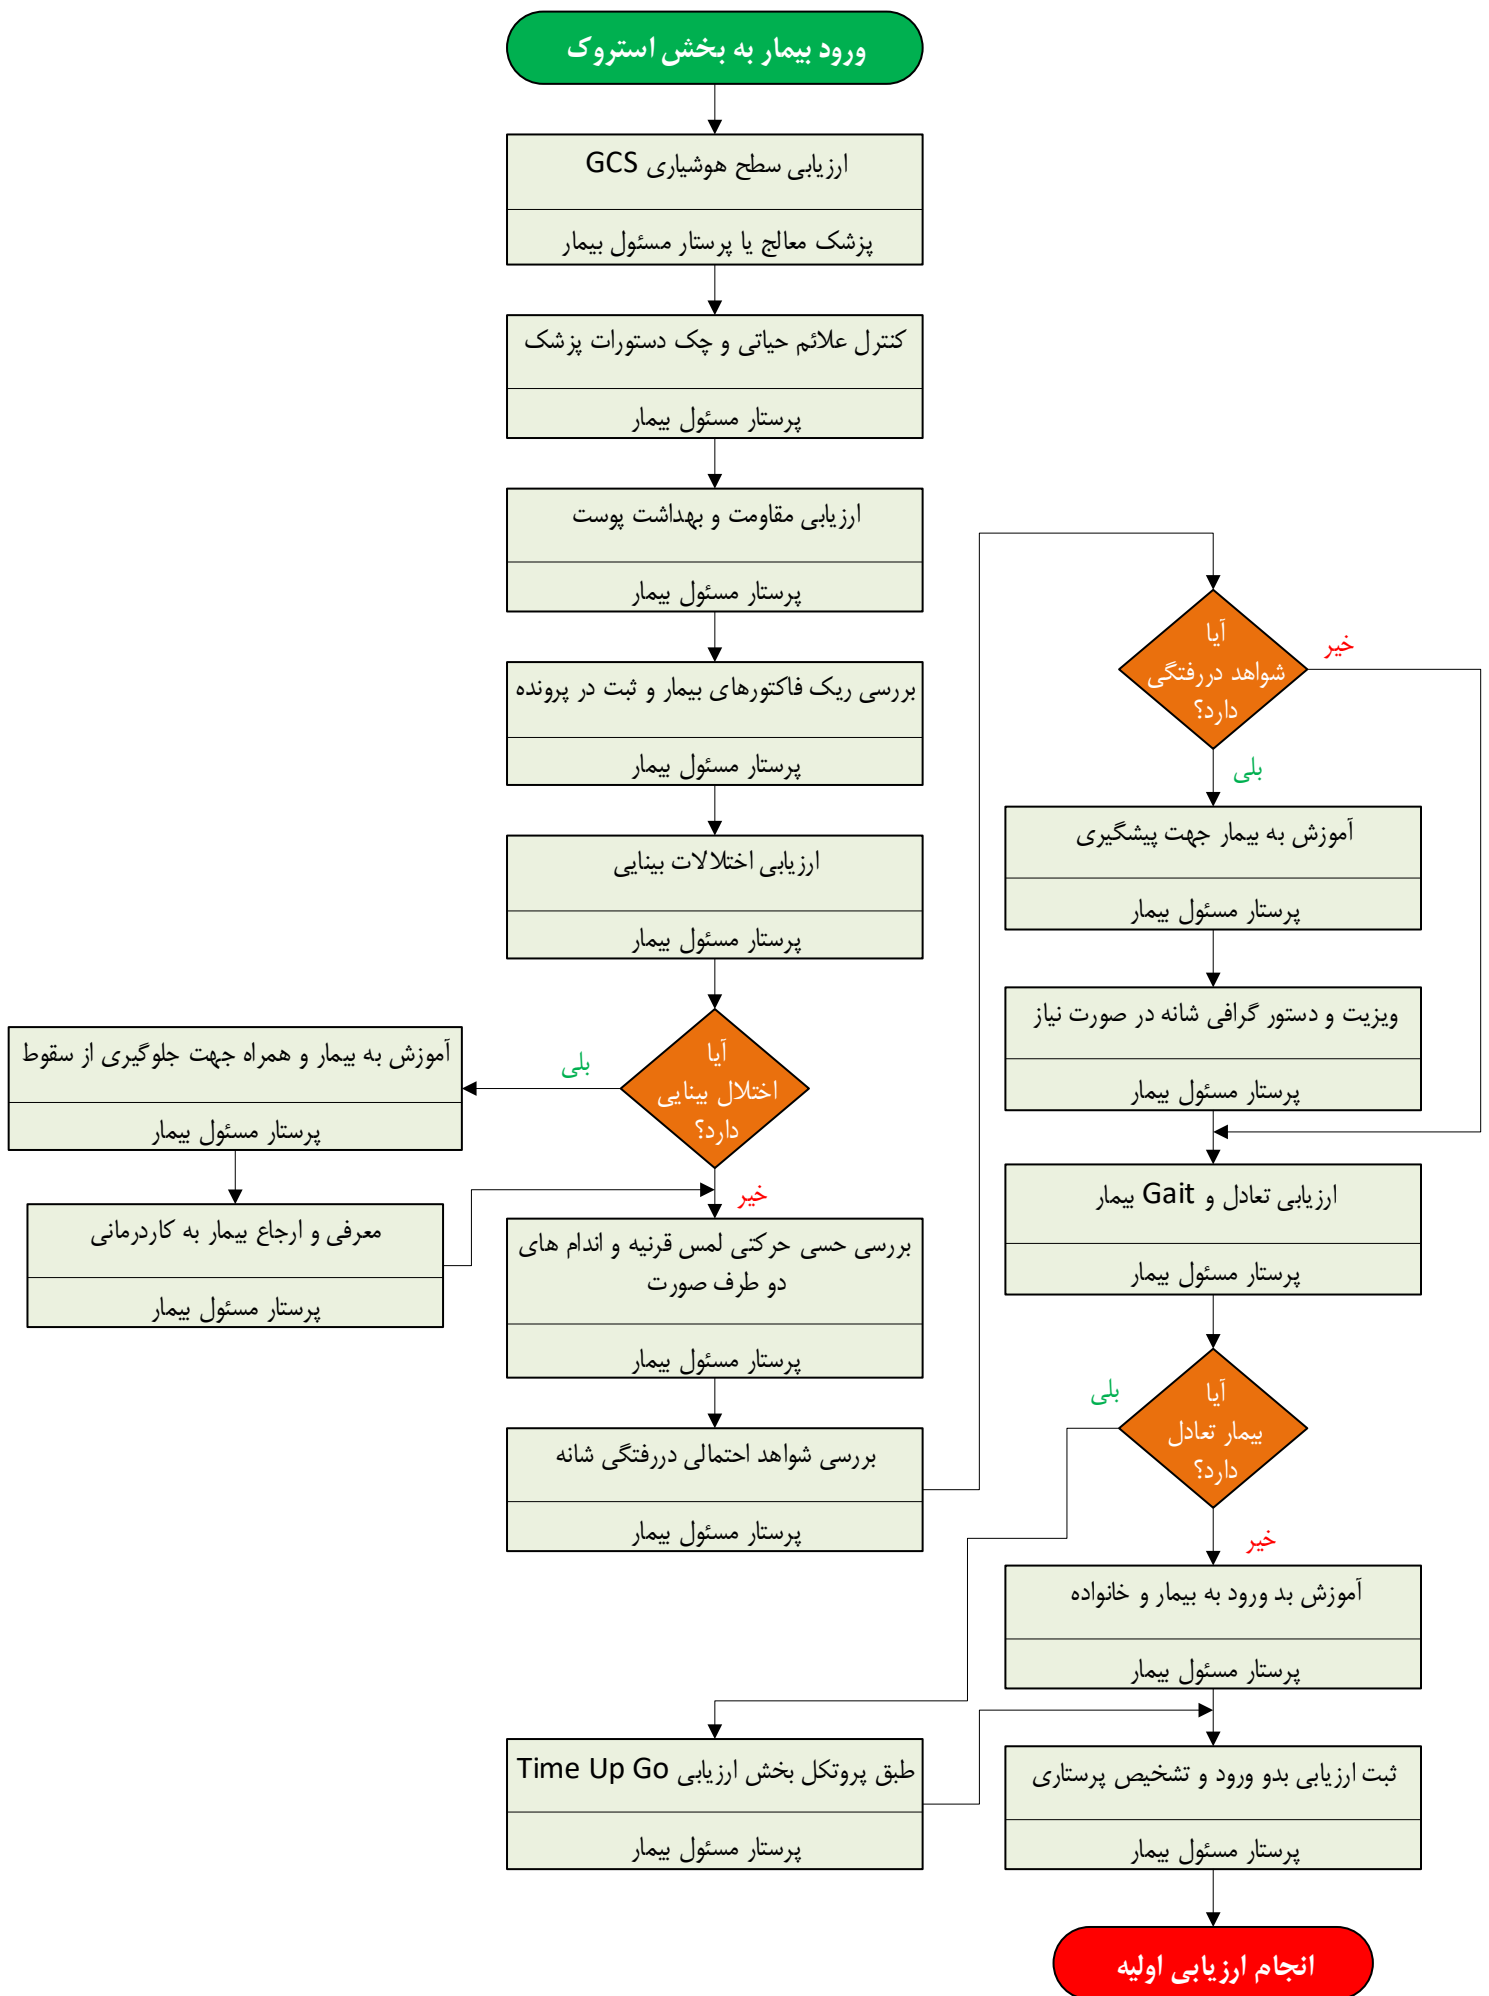 ورود بیمار به بخش استروک
ارزیابی سطح هوشیاری GCS
پزشک معالج یا پرستار مسئول بیمار
کنترل علائم حیاتی و چک دستورات پزشک
پرستار مسئول بیمار
ارزیابی مقاومت و بهداشت پوست
پرستار مسئول بیمار
بررسی ریک فاکتورهای بیمار و ثبت در پرونده
پرستار مسئول بیمار
ارزیابی اختلالات بینایی
پرستار مسئول بیمار
آیا
اختلال بینایی
دارد؟
بلی
آموزش به بیمار و همراه جهت جلوگیری از سقوط
پرستار مسئول بیمار
معرفی و ارجاع بیمار به کاردرمانی
پرستار مسئول بیمار
خیر
بررسی حسی حرکتی لمس قرنیه و اندام های
دو طرف صورت
پرستار مسئول بیمار
بررسی شواهد احتمالی دررفتگی شانه
پرستار مسئول بیمار
آیا
شواهد دررفتگی
دارد؟
خیر
بلی
آموزش به بیمار جهت پیشگیری
پرستار مسئول بیمار
ویزیت و دستور گرافی شانه در صورت نیاز
پرستار مسئول بیمار
ارزیابی تعادل و Gait بیمار
پرستار مسئول بیمار
آیا
بیمار تعادل
دارد؟
بلی
خیر
آموزش بد ورود به بیمار و خانواده
پرستار مسئول بیمار
طبق پروتکل بخش ارزیابی Time Up Go
پرستار مسئول بیمار
ثبت ارزیابی بدو ورود و تشخیص پرستاری
پرستار مسئول بیمار
انجام ارزیابی اولیه